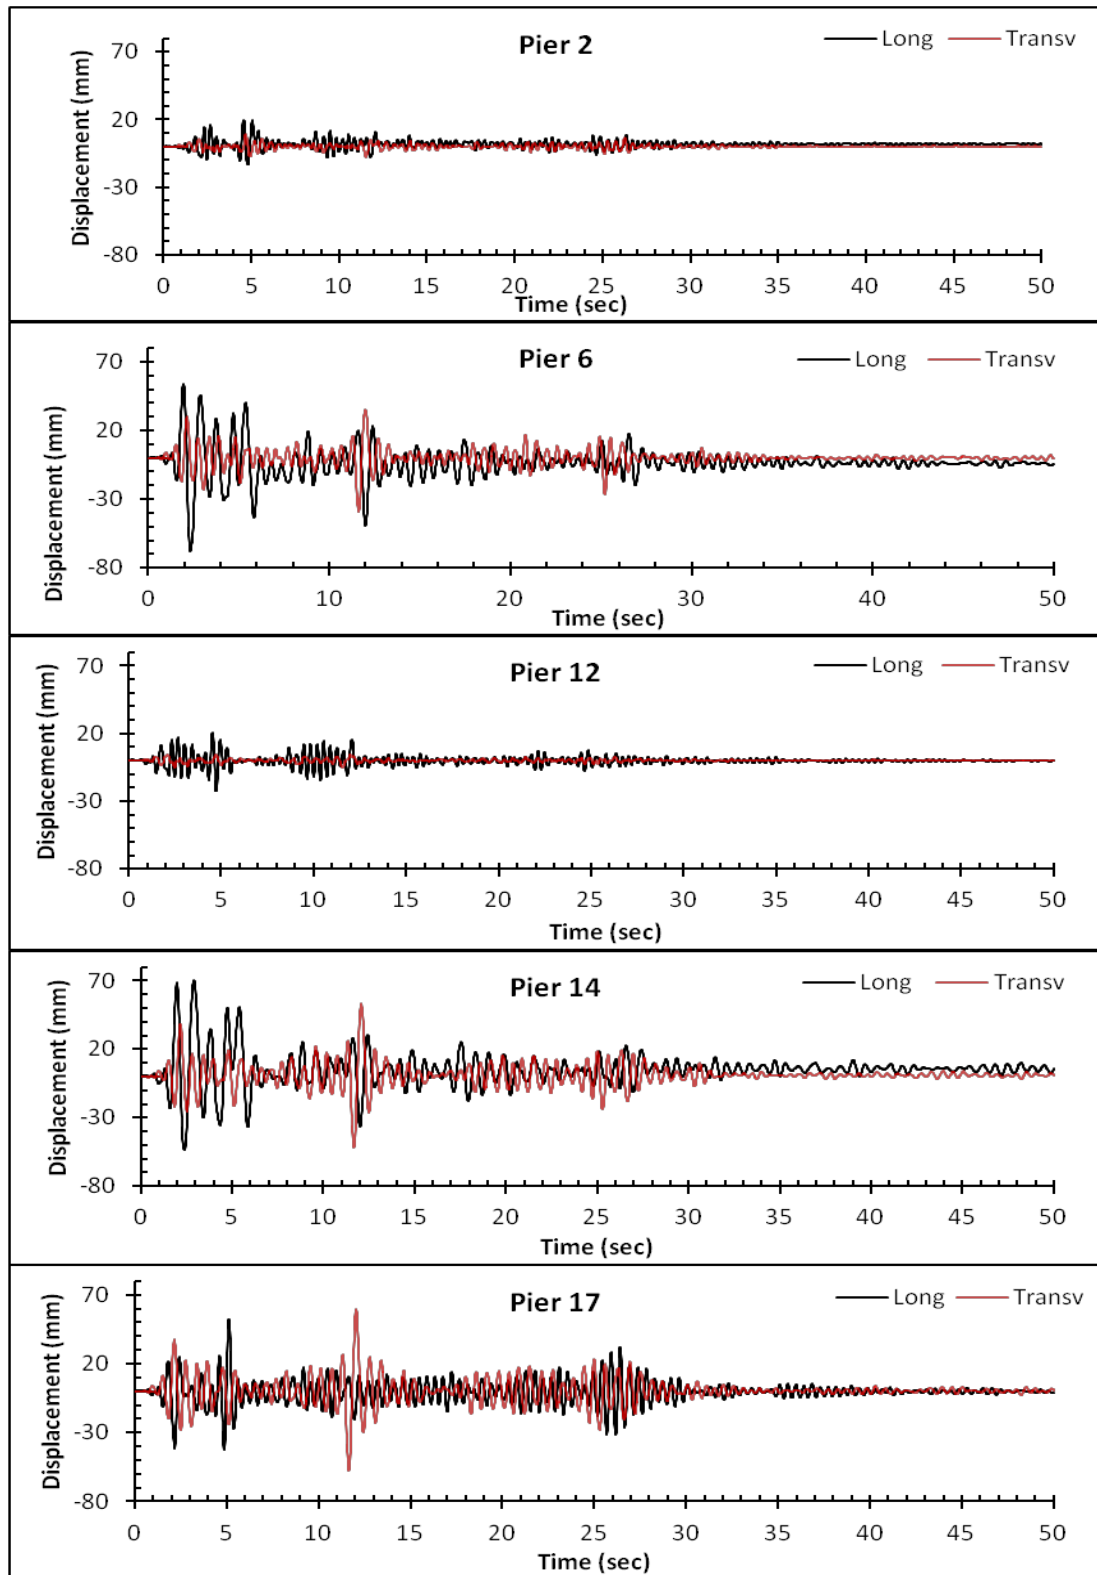 Pier 2
Long Transv
Displacement (mm)
70
20
-30
-80
0 5 10 15 20 25 30 35 40 45 50
Time (sec)
Pier 6
Long Transv
Displacement (mm)
70
20
-30
-80
0 10 20 30 40 50
Time (sec)
Pier 12
Long Transv
Displacement (mm)
70
20
-30
-80
0 5 10 15 20 25 30 35 40 45 50
Time (sec)
Pier 14
Long Transv
Displacement (mm)
70
20
-30
-80
0 5 10 15 20 25 30 35 40 45 50
Time (sec)
Pier 17
Long Transv
Displacement (mm)
70
20
-30
-80
0 5 10 15 20 25 30 35 40 45 50
Time (sec)